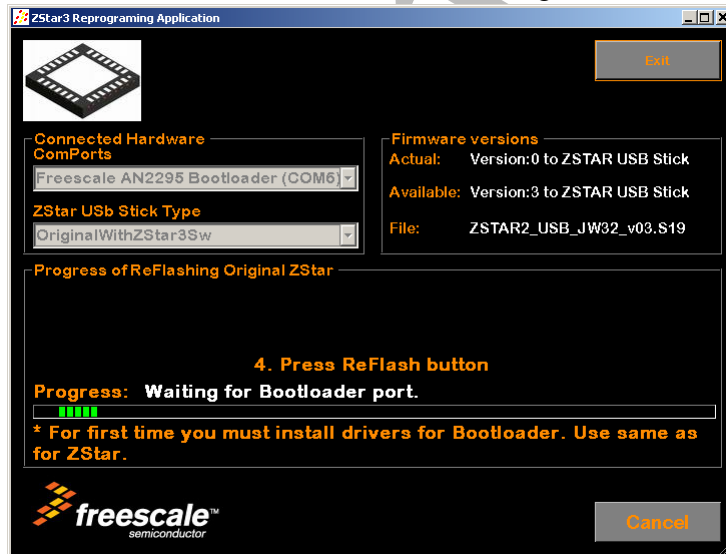 ZStar3 Reprograming Application
Exit
Connected Hardware
ComPorts
Freescale AN2295 Bootloader (COM6)
ZStar USb Stick Type
OriginalWithZStar3Sw
Firmware versions
Actual: Version:0 to ZSTAR USB Stick
Available: Version:3 to ZSTAR USB Stick
File: ZSTAR2_USB_JW32_v03.S19
Progress of ReFlashing Original ZStar
4. Press ReFlash button
Progress: Waiting for Bootloader port.
* For first time you must install drivers for Bootloader. Use same as
for ZStar.
freescale™
semiconductor
Cancel